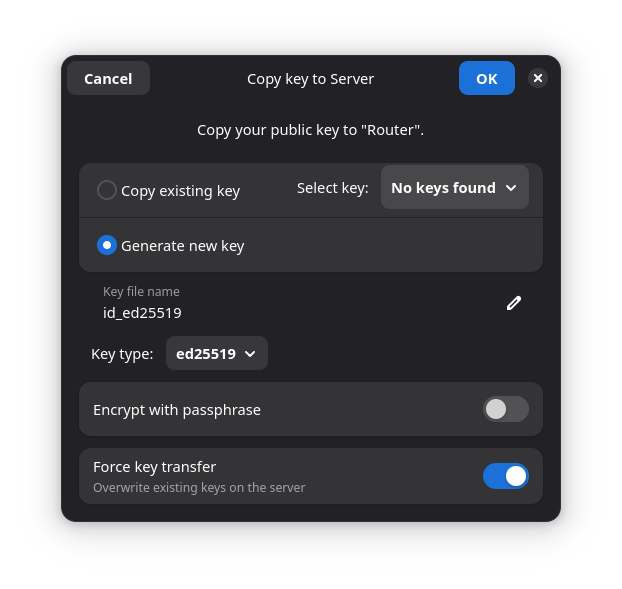 Cancel
Copy key to Server
OK
Copy your public key to "Router".
Copy existing key
Select key:
No keys found
Generate new key
Key file name
id_ed25519
Key type:
ed25519
Encrypt with passphrase
Force key transfer
Overwrite existing keys on the server